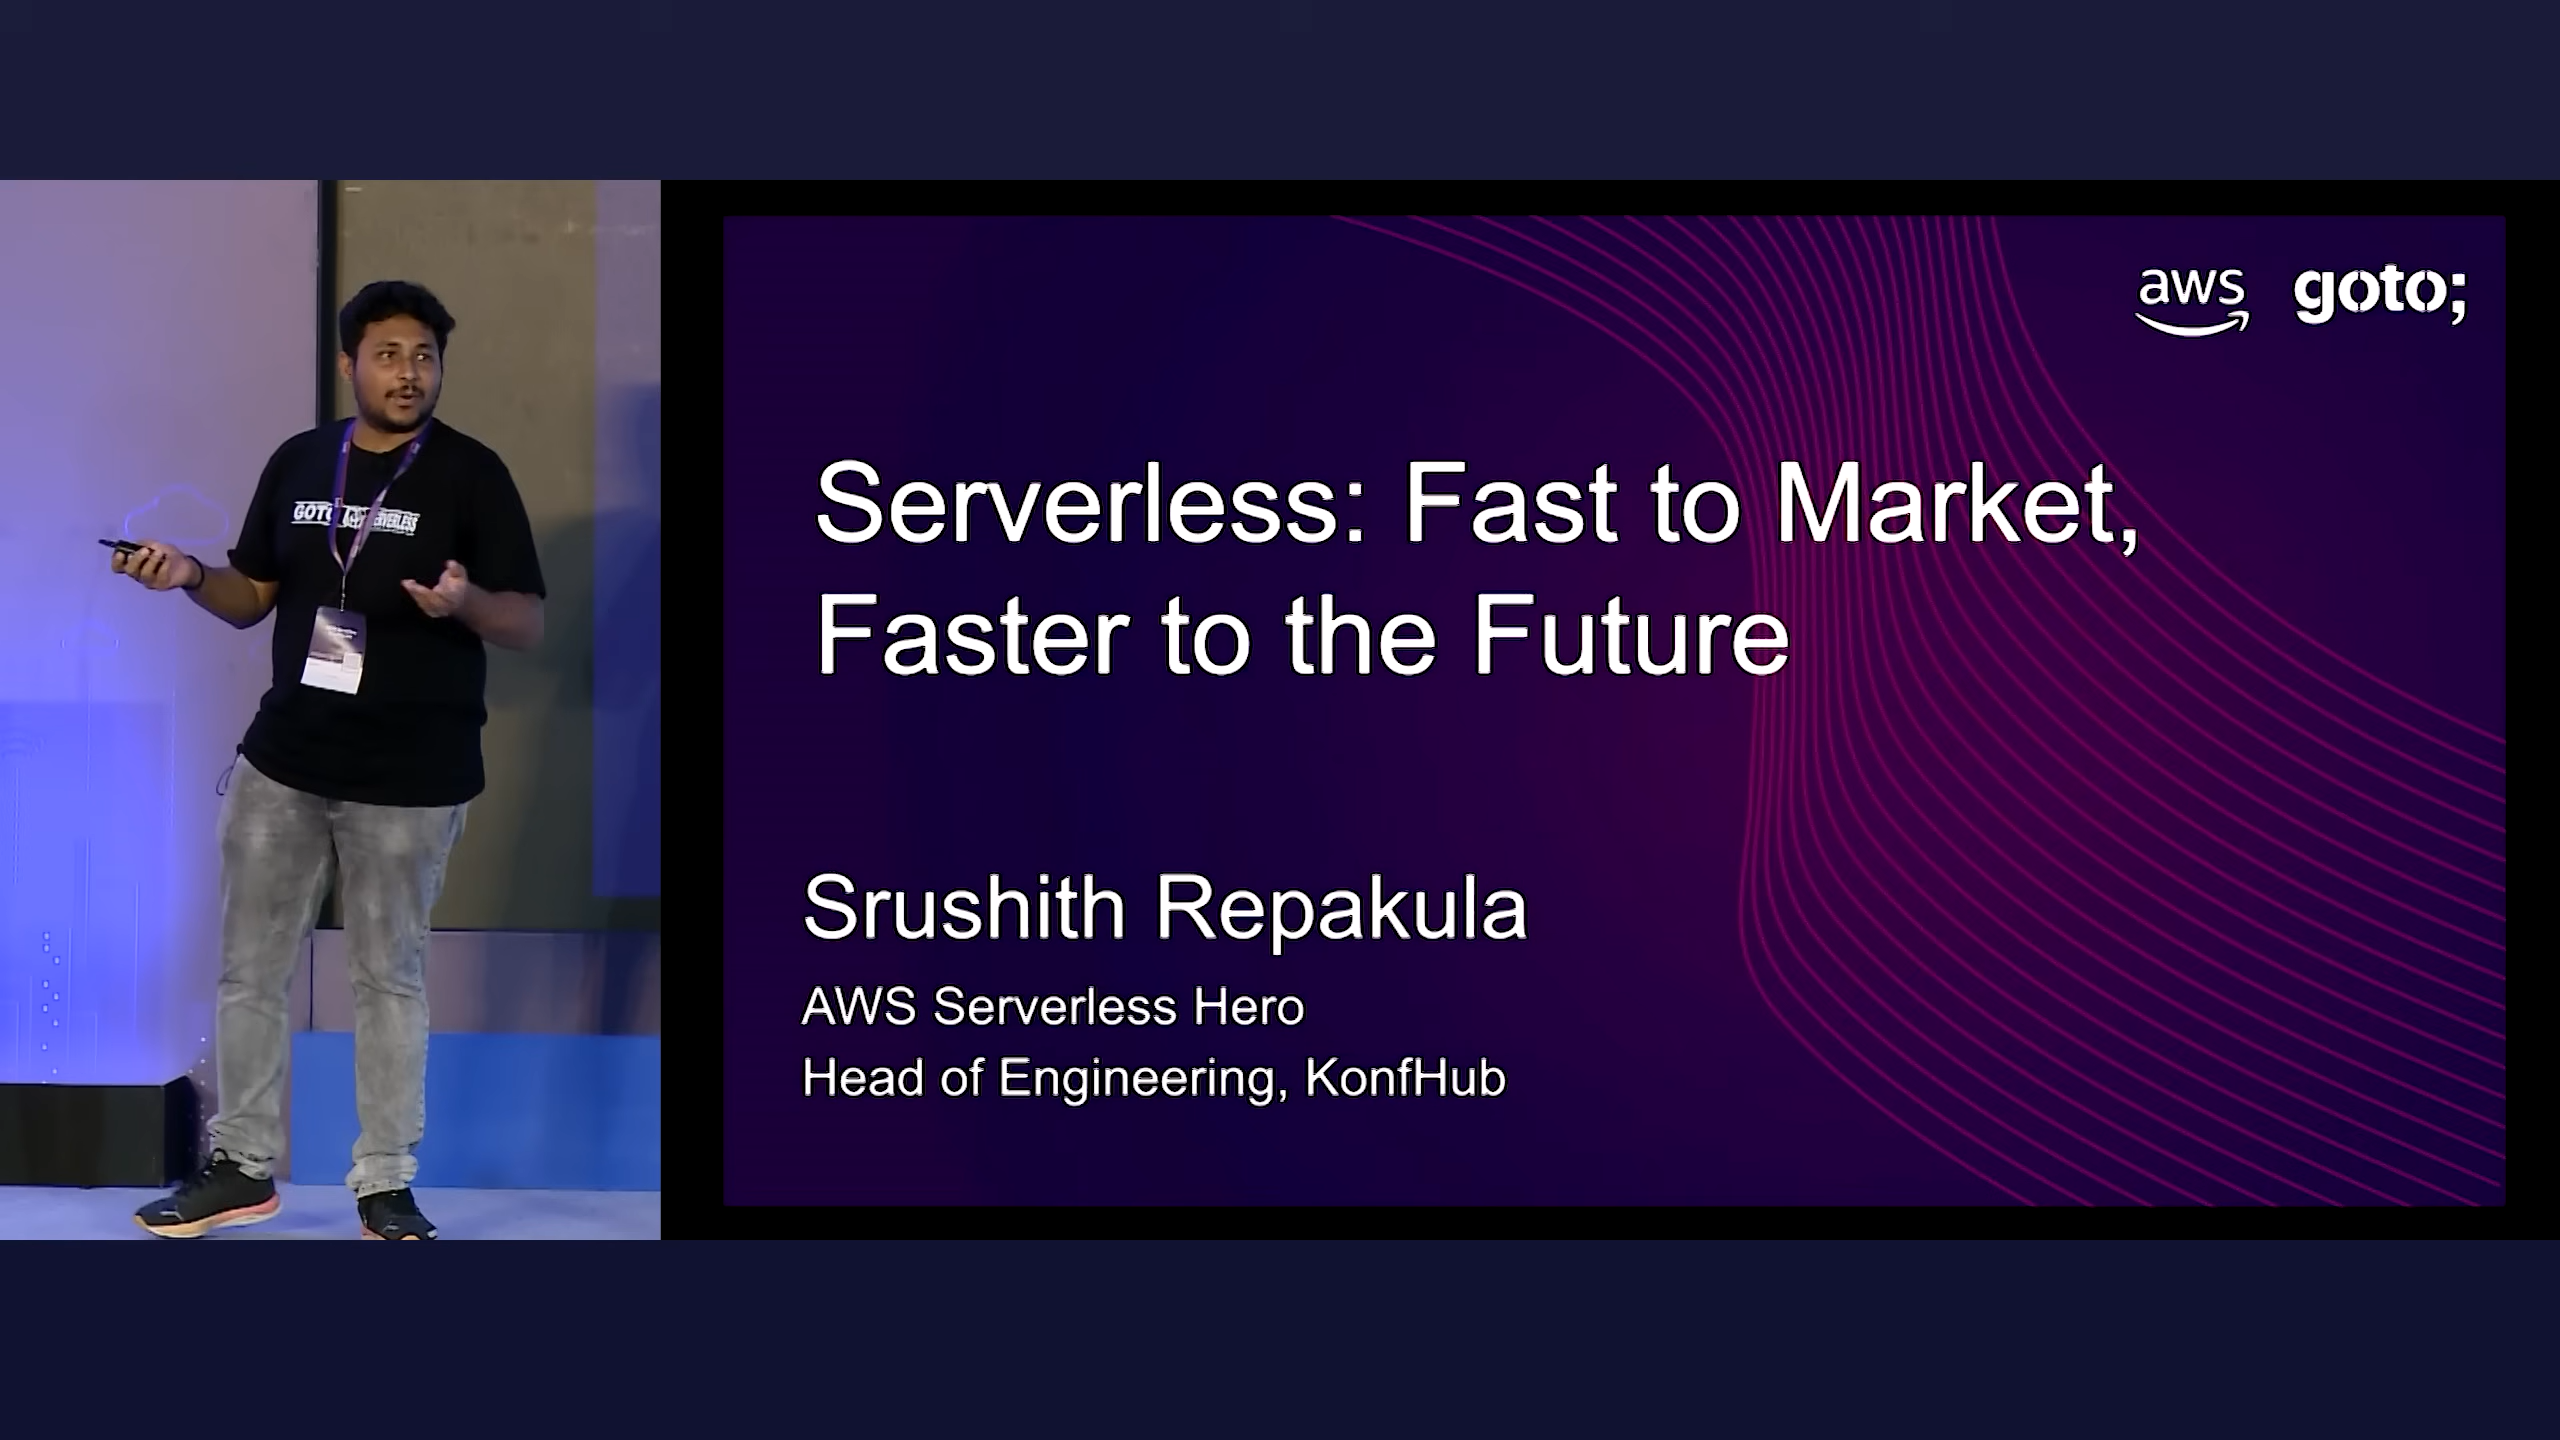 aws goto;
Serverless: Fast to Market,
Faster to the Future
Srushith Repakula
AWS Serverless Hero
Head of Engineering, KonfHub
GOTO